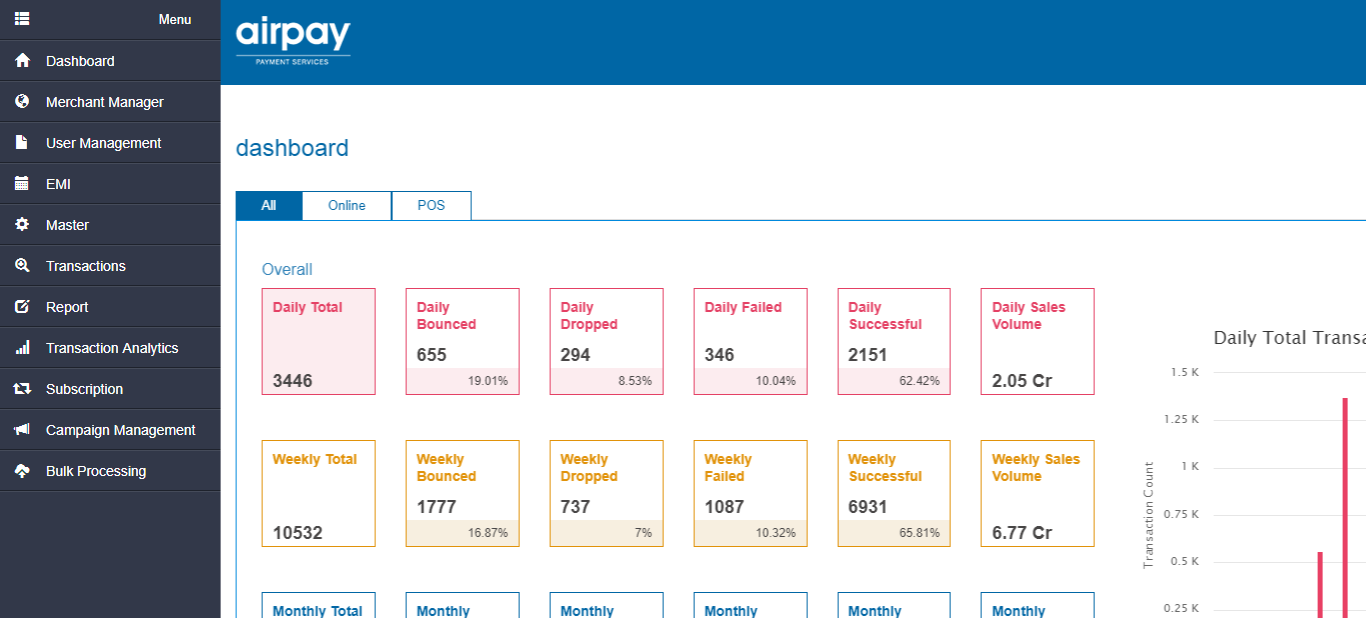 Menu
Dashboard
Merchant Manager
User Management
EMI
Master
Transactions
Report
Transaction Analytics
Subscription
Campaign Management
Bulk Processing
airpay
PAYMENT SERVICES
dashboard
All
Online
POS
Overall
Daily Total
3446
Daily
Bounced
655
19.01%
Daily
Dropped
294
8.53%
Daily Failed
346
10.04%
Daily
Successful
2151
62.42%
Daily Sales
Volume
2.05 Cr
Weekly Total
10532
Weekly
Bounced
1777
16.87%
Weekly
Dropped
737
7%
Weekly
Failed
1087
10.32%
Weekly
Successful
6931
65.81%
Weekly Sales
Volume
6.77 Cr
Monthly Total
Monthly
Monthly
Monthly
Monthly
Monthly
Daily Total Transa
Transaction Count
1.5 K
1.25 K
1 K
0.75 K
0.5 K
0.25 K